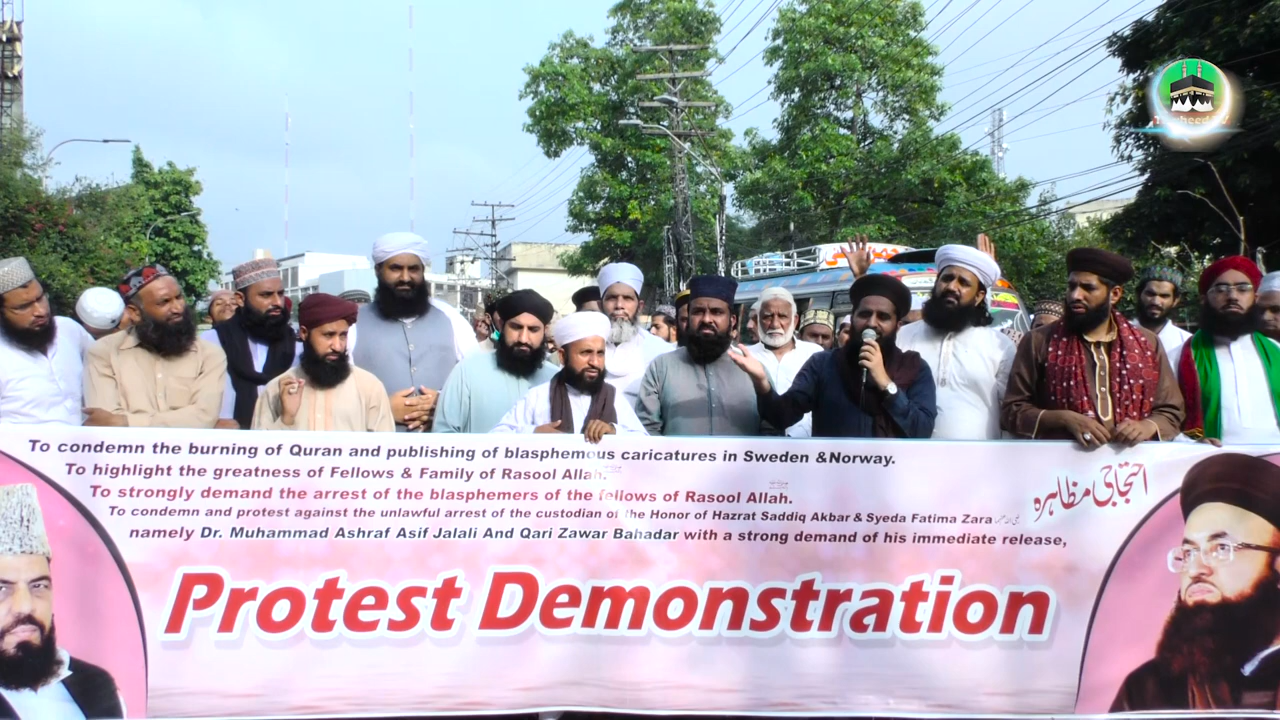 Tawheed TV
To condemn the burning of Quran and publishing of blasphemous caricatures in Sweden &Norway.
To highlight the greatness of Fellows & Family of Rasool Allah.
To strongly demand the arrest of the blasphemers of the fellows of Rasool Allah.
To condemn and protest against the unlawful arrest of the custodian of the Honor of Hazrat Saddiq Akbar & Syeda Fatima Zara
namely Dr. Muhammad Ashraf Asif Jalali And Qari Zawar Bahadar with a strong demand of his immediate release,
احتجاجی مظاہرہ
Protest Demonstration